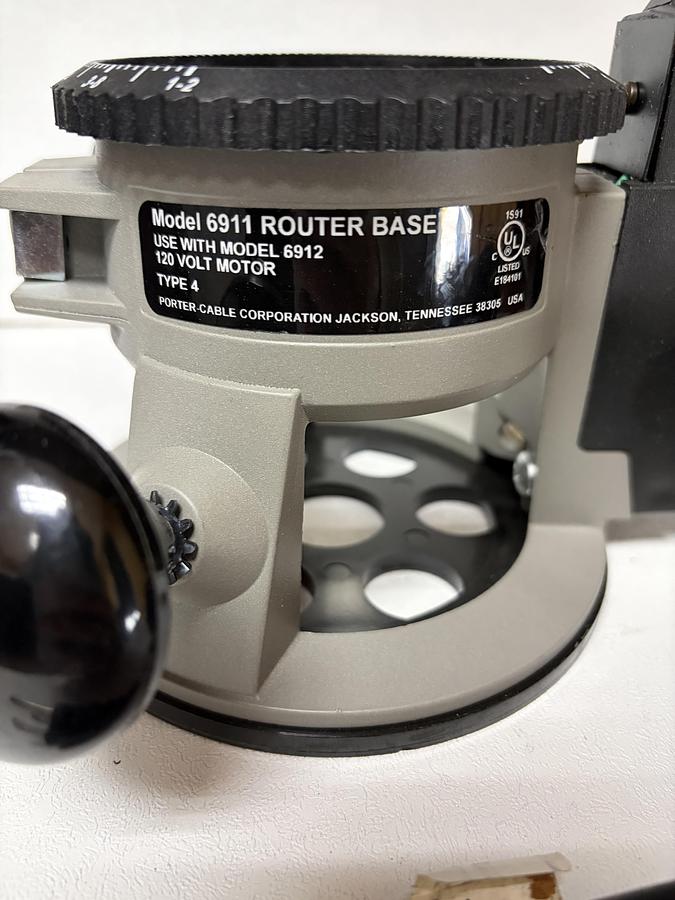 3-8 1-2
Model 6911 ROUTER BASE
USE WITH MODEL 6912
120 VOLT MOTOR
TYPE 4
PORTER-CABLE CORPORATION JACKSON, TENNESSEE 38305 USA
1591
UL
C US
LISTED
E184101